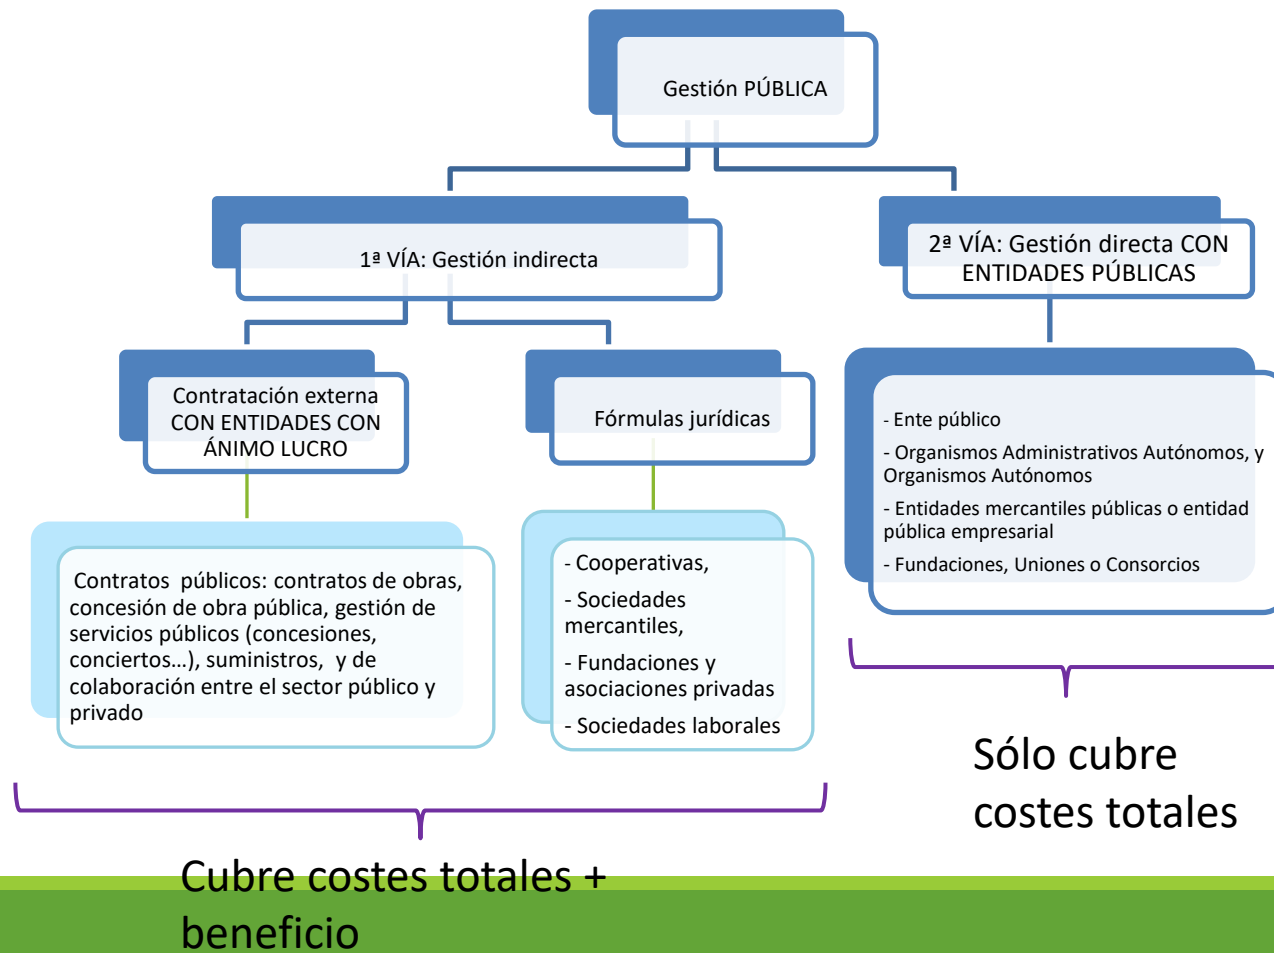 Gestión PÚBLICA
1ª VÍA: Gestión indirecta
2ª VÍA: Gestión directa CON
ENTIDADES PÚBLICAS
Contratación externa
CON ENTIDADES CON
ÁNIMO LUCRO
Fórmulas jurídicas
- Ente público
- Organismos Administrativos Autónomos, y
Organismos Autónomos
- Entidades mercantiles públicas o entidad
pública empresarial
- Fundaciones, Uniones o Consorcios
Contratos públicos: contratos de obras,
concesión de obra pública, gestión de
servicios públicos (concesiones,
conciertos...), suministros, y de
colaboración entre el sector público y
privado
- Cooperativas,
- Sociedades
mercantiles,
- Fundaciones y
asociaciones privadas
- Sociedades laborales
Sólo cubre
costes totales
Cubre costes totales +
beneficio